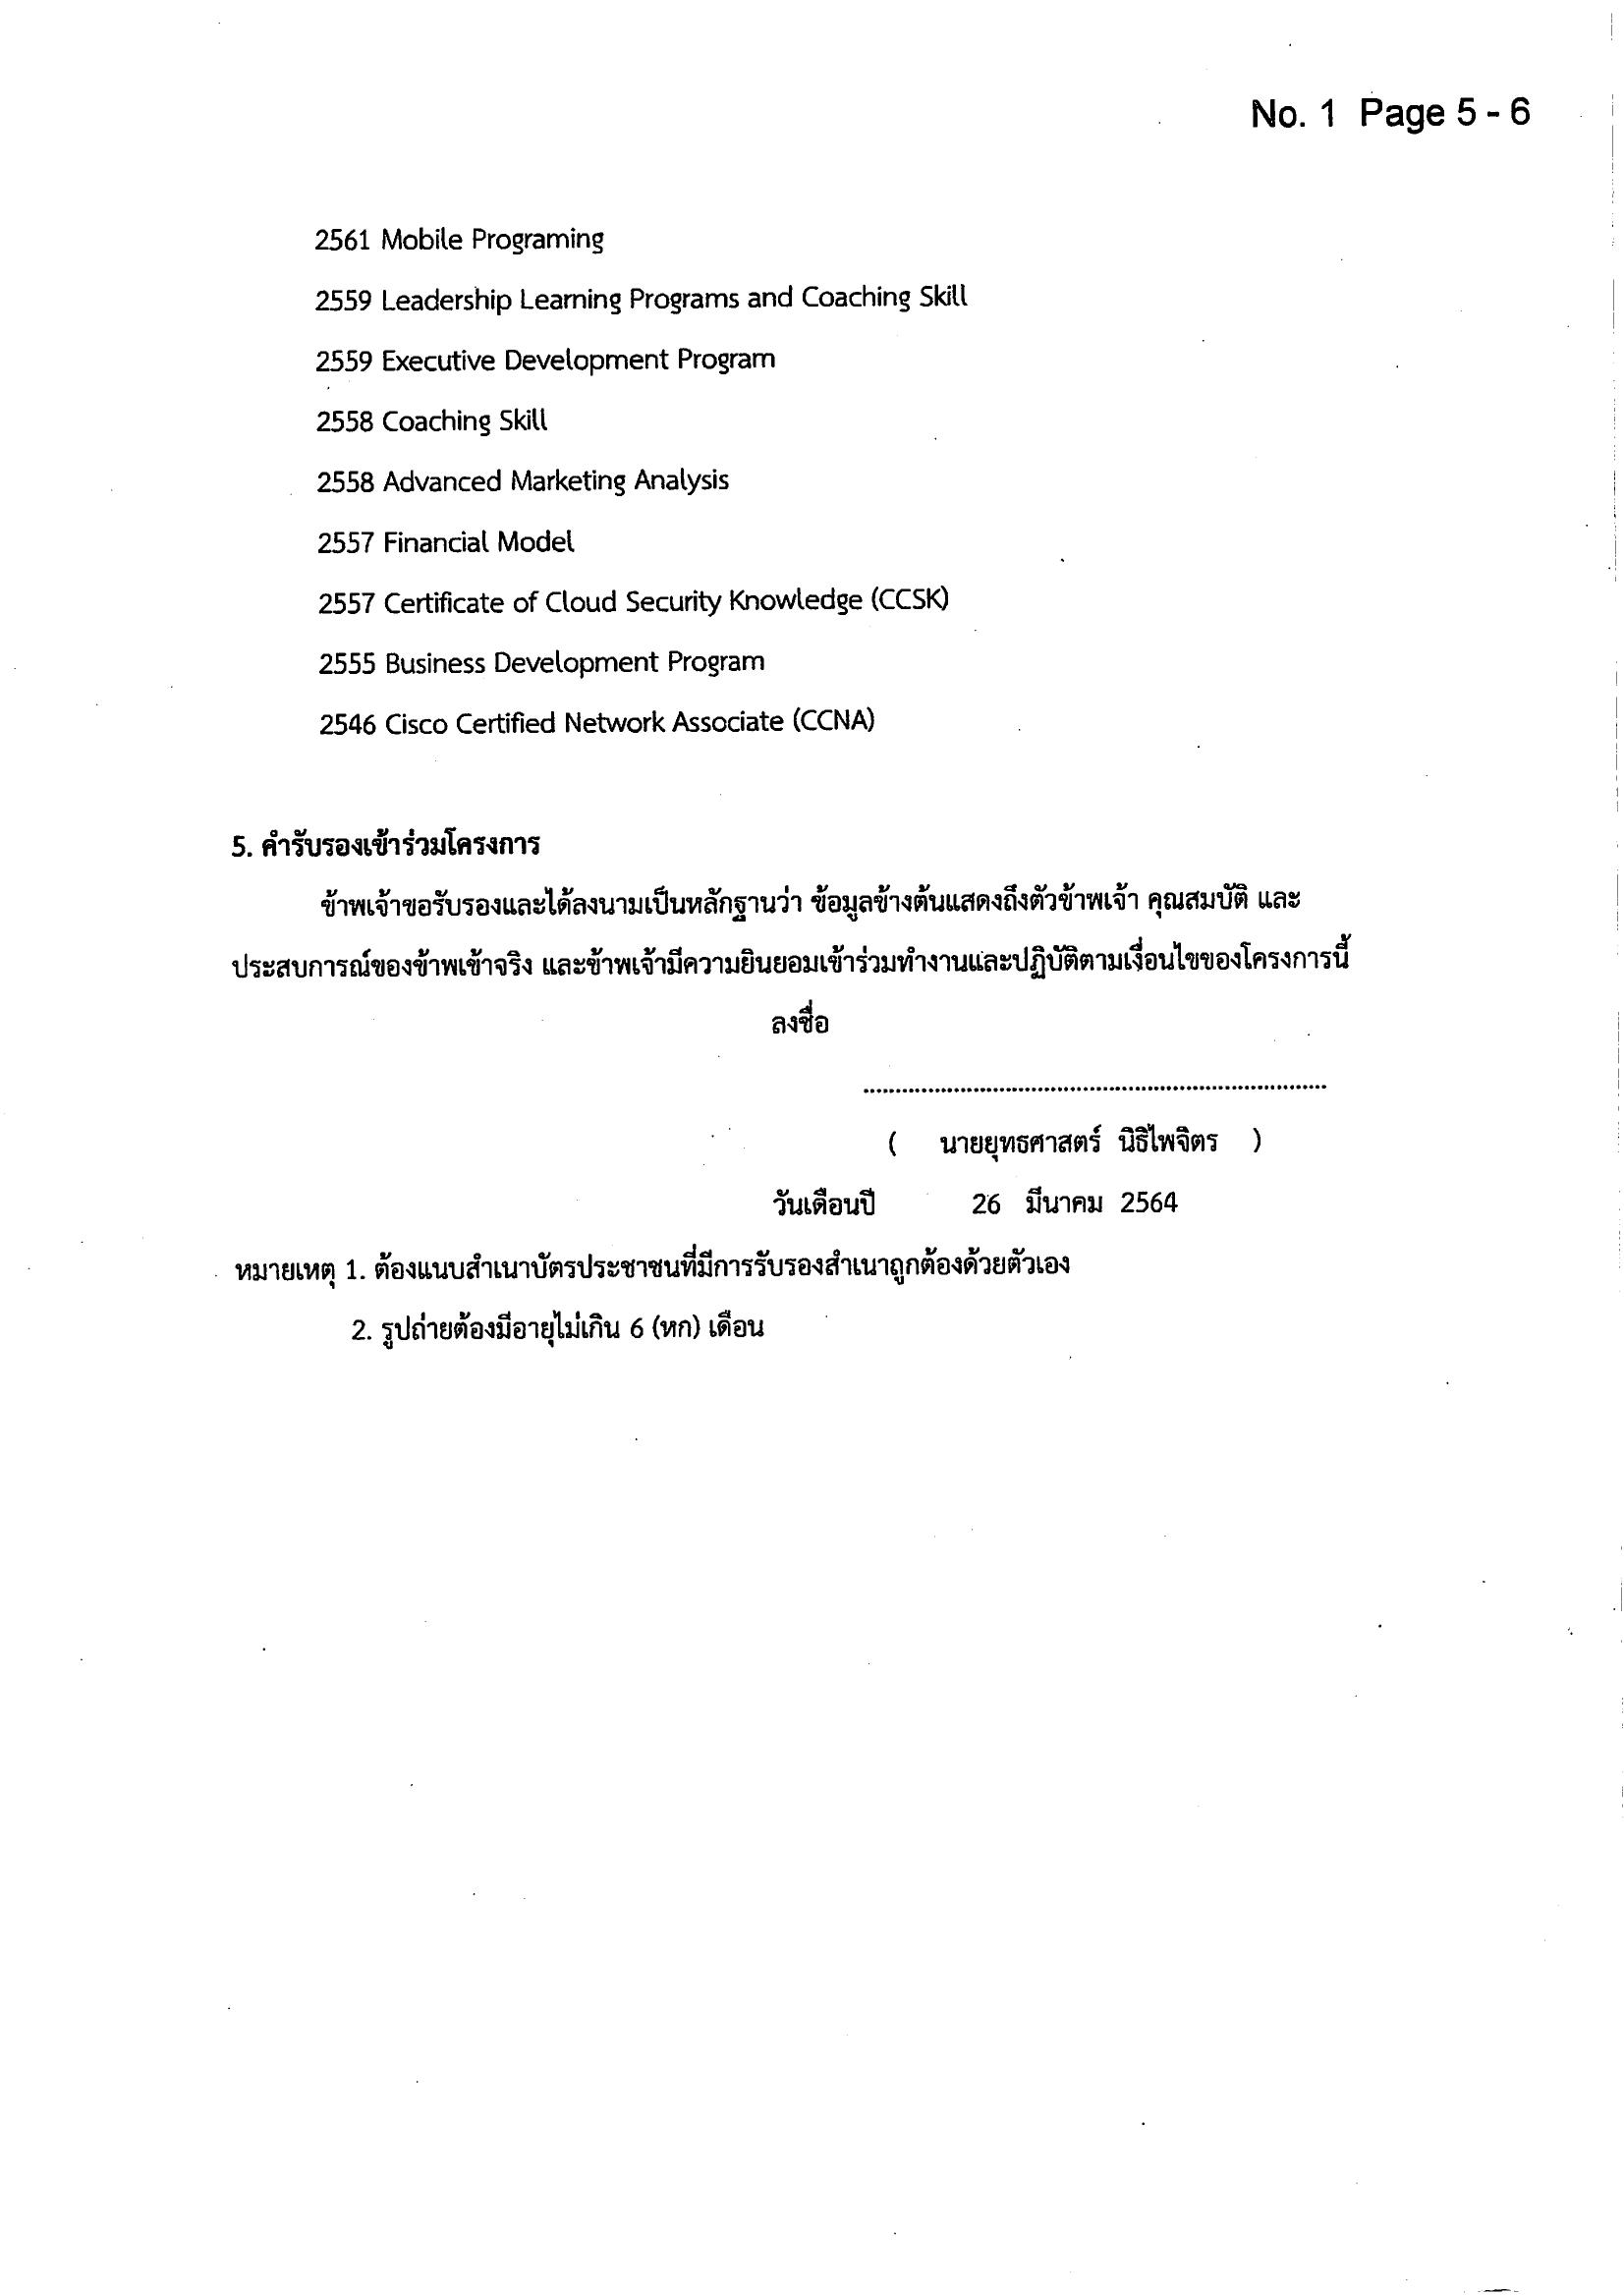 No. 1 Page 5 - 6
2561 Mobile Programing
2559 Leadership Learning Programs and Coaching Skill
2559 Executive Development Program
2558 Coaching Skill
2558 Advanced Marketing Analysis
2557 Financial Model
2557 Certificate of Cloud Security Knowledge (CCSK)
2555 Business Development Program
2546 Cisco Certified Network Associate (CCNA)
5. คำรับรองเข้าร่วมโครงการ
ข้าพเจ้าขอรับรองและได้ลงนามเป็นหลักฐานว่า ข้อมูลข้างต้นแสดงถึงตัวข้าพเจ้า คุณสมบัติ และ
ประสบการณ์ของข้าพเข้าจริง และข้าพเจ้ามีความยินยอมเข้าร่วมทำงานและปฏิบัติตามเงื่อนไขของโครงการนี้
ลงชื่อ
................................................................................
( นายยุทธศาสตร์ นิธิไพจิตร )
วันเดือนปี 26 มีนาคม 2564
หมายเหตุ 1. ต้องแนบสำเนาบัตรประชาชนที่มีการรับรองสำเนาถูกต้องด้วยตัวเอง
2. รูปถ่ายต้องมีอายุไม่เกิน 6 (หก) เดือน